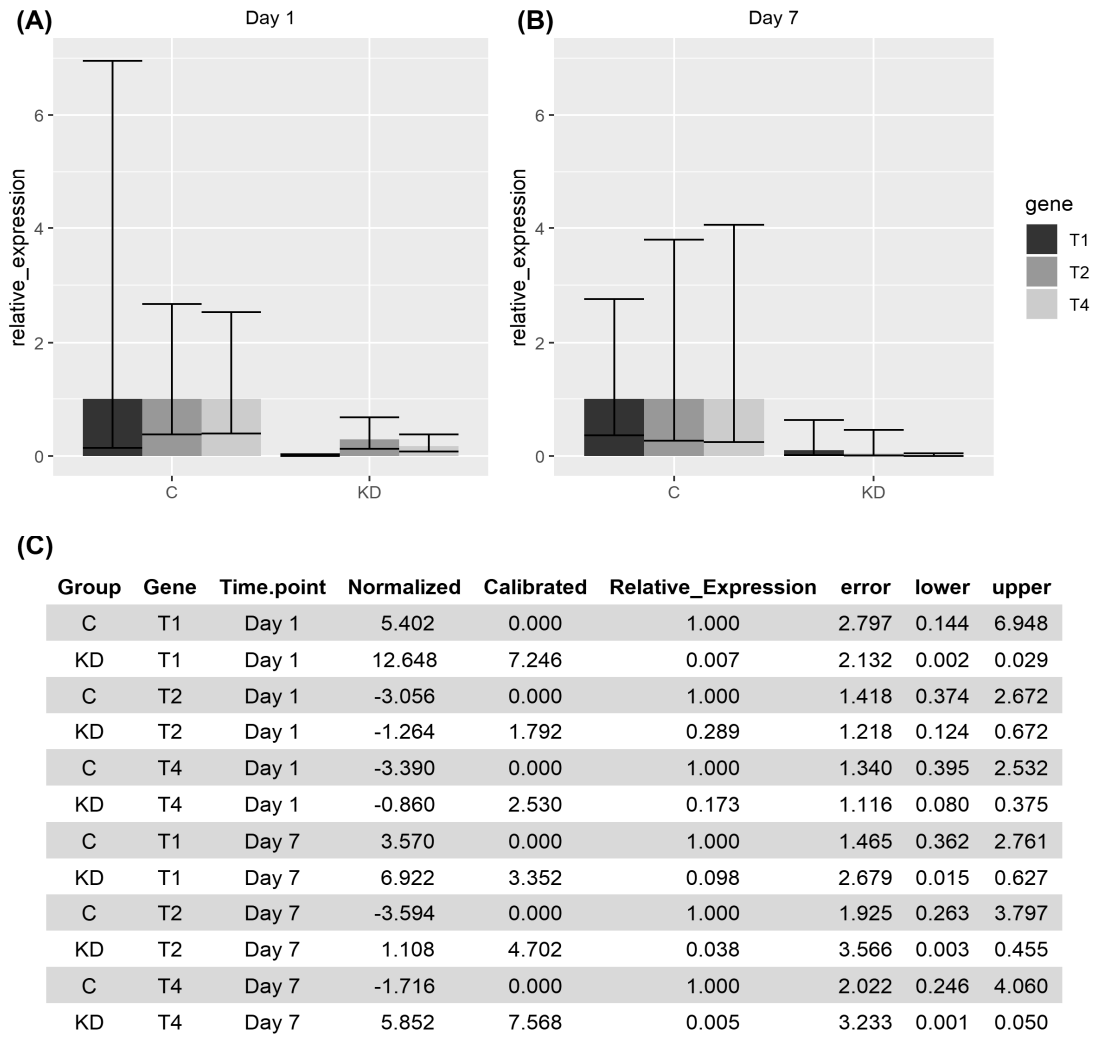 (A) Day 1
6
4
2
0
relative_expression
C KD
(B) Day 7
6
4
2
0
relative_expression
C KD
gene
T1
T2
T4
(C)
Group Gene Time.point Normalized Calibrated Relative_Expression error lower upper
C T1 Day 1 5.402 0.000 1.000 2.797 0.144 6.948
KD T1 Day 1 12.648 7.246 0.007 2.132 0.002 0.029
C T2 Day 1 -3.056 0.000 1.000 1.418 0.374 2.672
KD T2 Day 1 -1.264 1.792 0.289 1.218 0.124 0.672
C T4 Day 1 -3.390 0.000 1.000 1.340 0.395 2.532
KD T4 Day 1 -0.860 2.530 0.173 1.116 0.080 0.375
C T1 Day 7 3.570 0.000 1.000 1.465 0.362 2.761
KD T1 Day 7 6.922 3.352 0.098 2.679 0.015 0.627
C T2 Day 7 -3.594 0.000 1.000 1.925 0.263 3.797
KD T2 Day 7 1.108 4.702 0.038 3.566 0.003 0.455
C T4 Day 7 -1.716 0.000 1.000 2.022 0.246 4.060
KD T4 Day 7 5.852 7.568 0.005 3.233 0.001 0.050